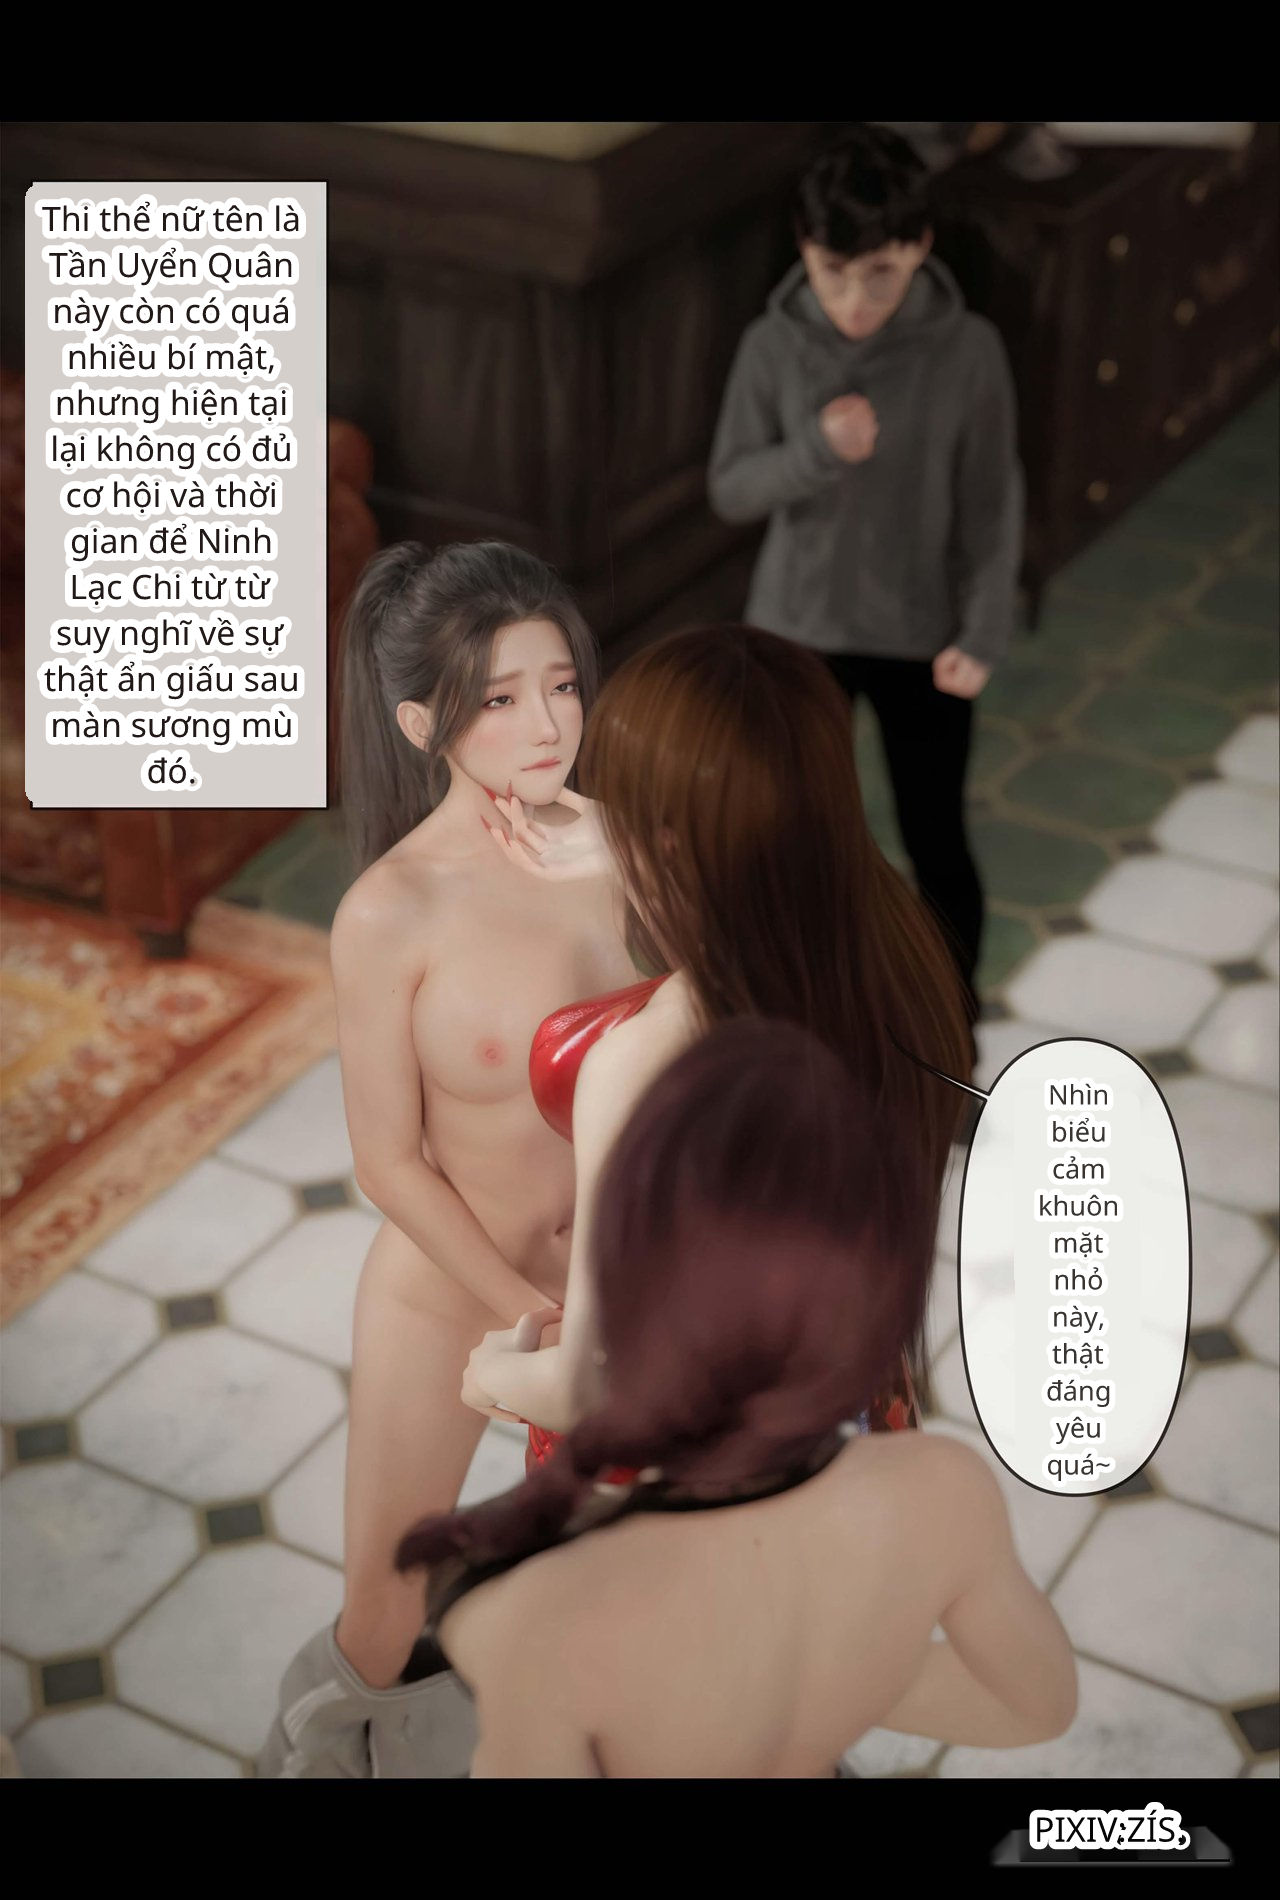 Thi thể nữ tên là
Tần Uyển Quân
này còn có quá
nhiều bí mật,
nhưng hiện tại
lại không có đủ
cơ hội và thời
gian để Ninh
Lạc Chi từ từ
suy nghĩ về sự
thật ẩn giấu sau
màn sương mù
đó.
Nhìn
biểu
cảm
khuôn
mặt
nhỏ
này,
thật
đáng
yêu
quá~
PIXIV:ZÍS.